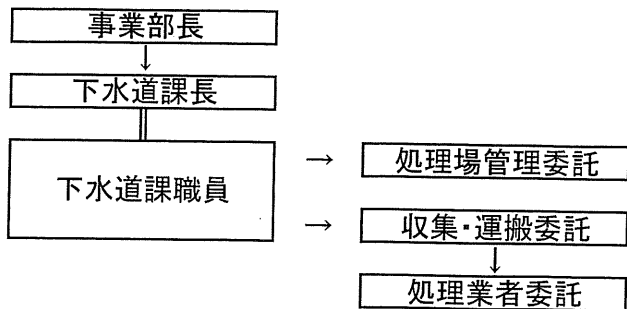 事業部長
↓
下水道課長
下水道課職員
→ 処理場管理委託
→ 収集・運搬委託
↓
処理業者委託